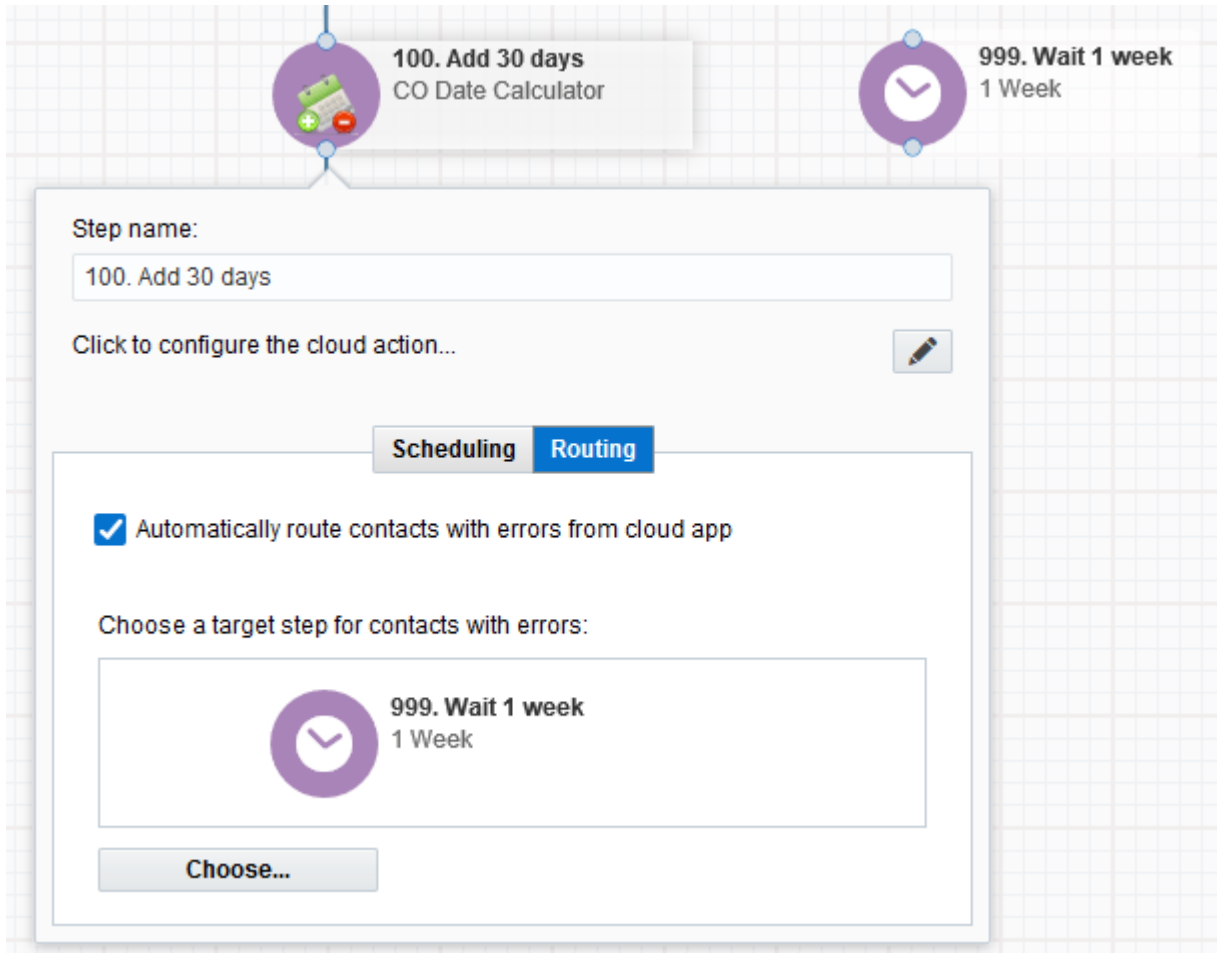 100. Add 30 days
CO Date Calculator
999. Wait 1 week
1 Week
Step name:
100. Add 30 days
Click to configure the cloud action...
Scheduling
Routing
Automatically route contacts with errors from cloud app
Choose a target step for contacts with errors:
999. Wait 1 week
1 Week
Choose...